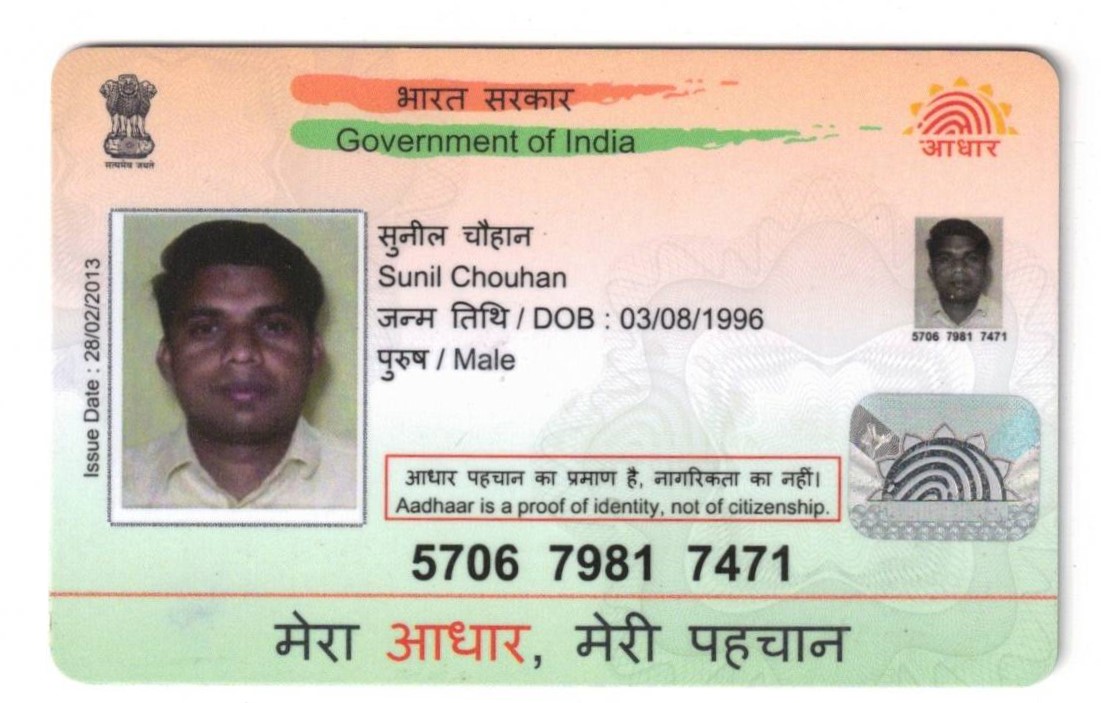 भारत सरकार
Government of India
सत्यमेव जयते
आधार
Issue Date : 28/02/2013
सुनील चौहान
Sunil Chouhan
जन्म तिथि / DOB : 03/08/1996
पुरुष / Male
5706 7981 7471
आधार पहचान का प्रमाण है, नागरिकता का नहीं।
Aadhaar is a proof of identity, not of citizenship.
5706 7981 7471
मेरा आधार, मेरी पहचान